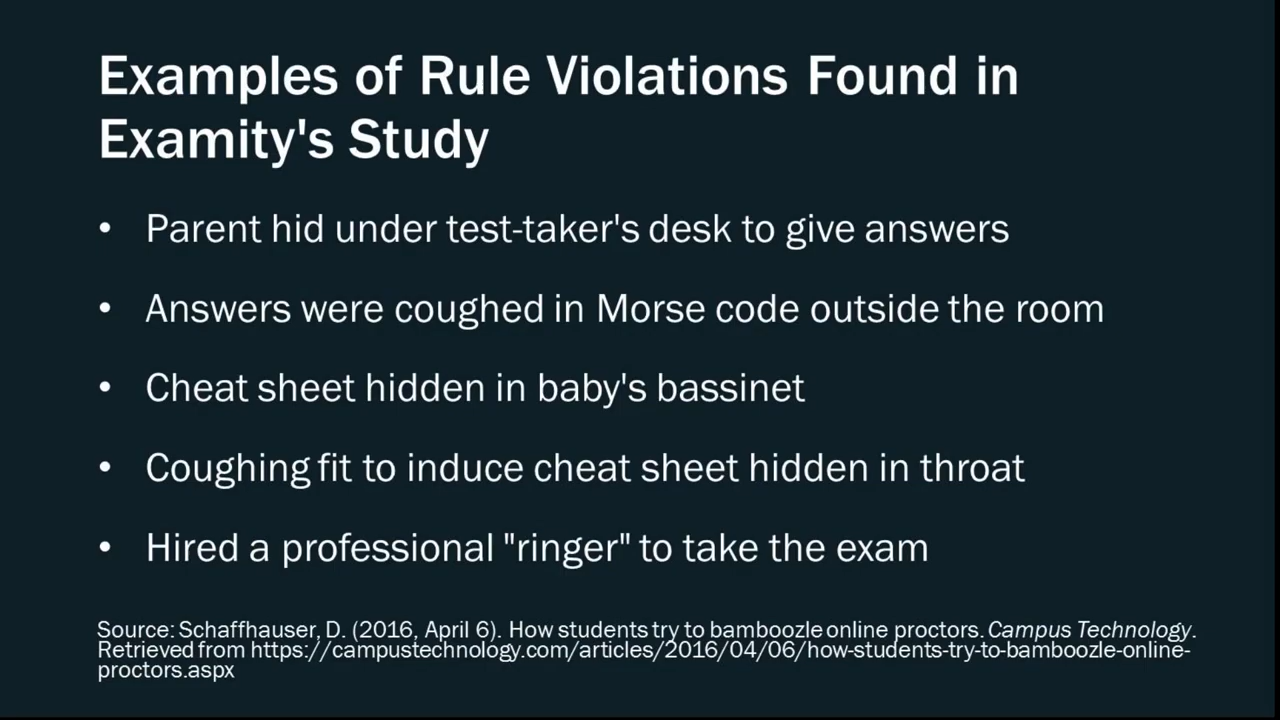 Examples of Rule Violations Found in
Examity's Study
• Parent hid under test-taker's desk to give answers
• Answers were coughed in Morse code outside the room
• Cheat sheet hidden in baby's bassinet
• Coughing fit to induce cheat sheet hidden in throat
• Hired a professional "ringer" to take the exam
Source: Schaffhauser, D. (2016, April 6). How students try to bamboozle online proctors. Campus Technology.
Retrieved from https://campustechnology.com/articles/2016/04/06/how-students-try-to-bamboozle-online-
proctors.aspx